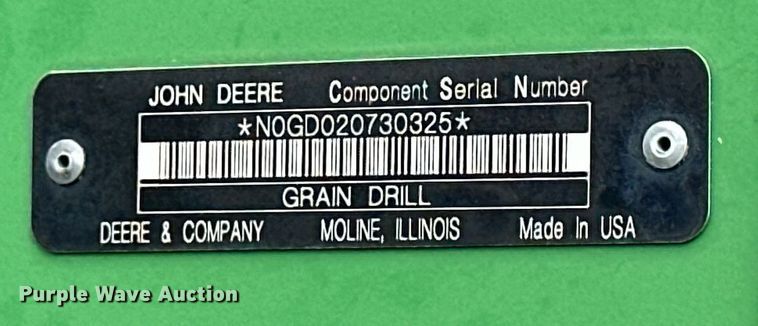 JOHN DEERE Component Serial Number
*N0GD020730325*
GRAIN DRILL
DEERE & COMPANY MOLINE, ILLINOIS Made In USA
Purple Wave Auction